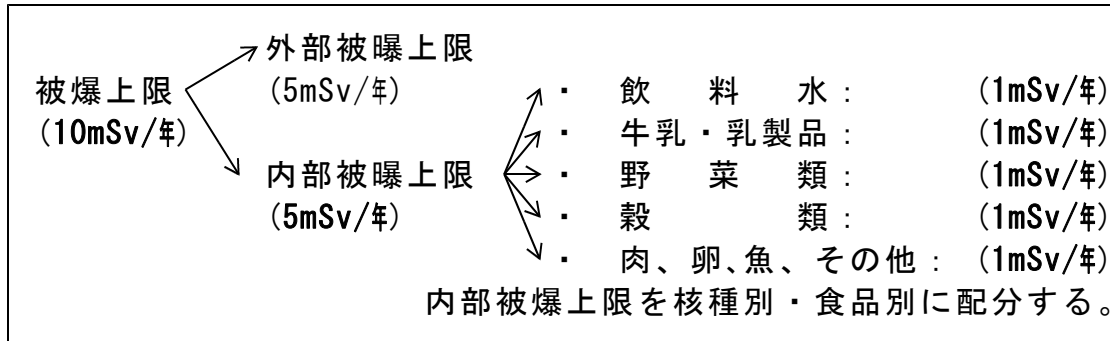 外部被曝上限
被爆上限 (5mSv/年) ・ 飲料水： (1mSv/年)
(10mSv/年) ・ 牛乳・乳製品： (1mSv/年)
内部被曝上限 ・ 野菜類： (1mSv/年)
(5mSv/年) ・ 穀類： (1mSv/年)
・ 肉、卵、魚、その他： (1mSv/年)
内部被爆上限を核種別・食品別に配分する。